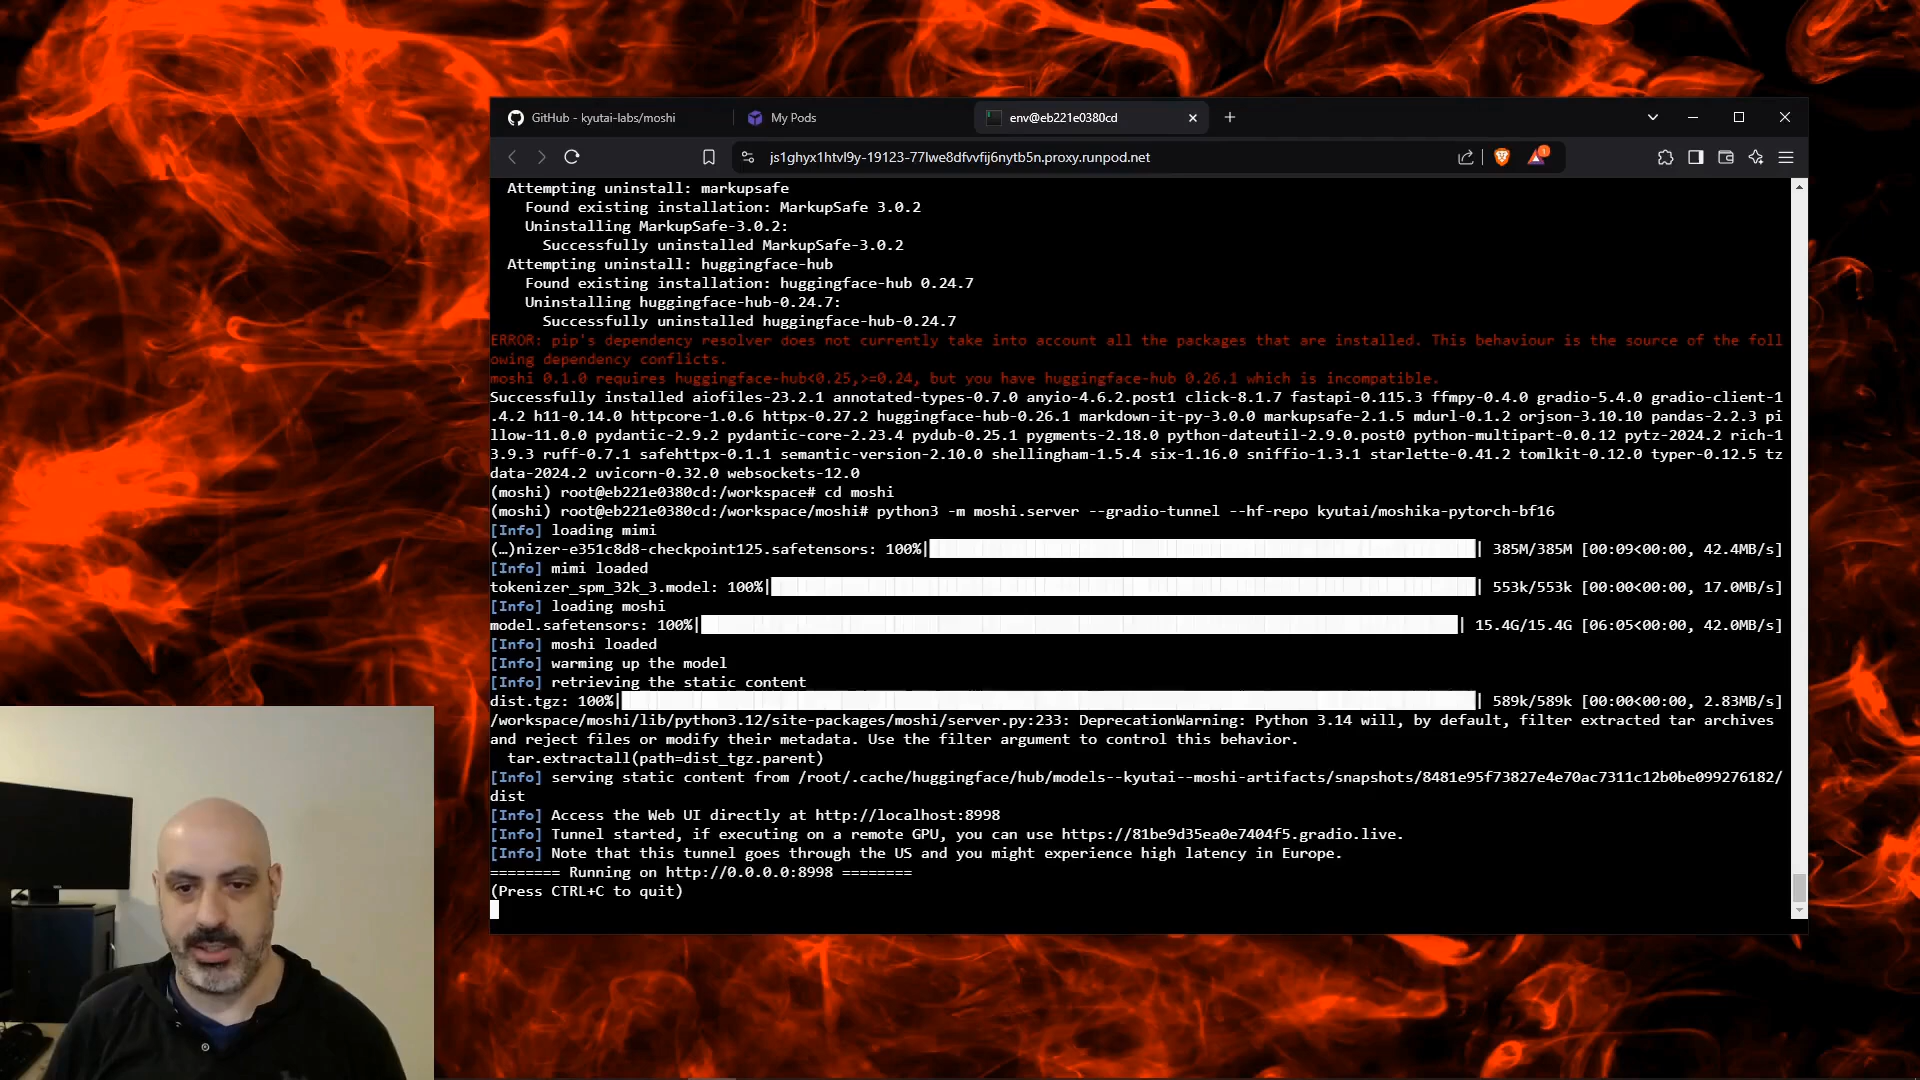 GitHub - kyutai-labs/moshi
My Pods
env@eb221e0380cd
js1ghyx1htvl9y-19123-77lwe8dfvvfij6nytb5n.proxy.runpod.net
1
Attempting uninstall: markupsafe
Found existing installation: MarkupSafe 3.0.2
Uninstalling MarkupSafe-3.0.2:
Successfully uninstalled MarkupSafe-3.0.2
Attempting uninstall: huggingface-hub
Found existing installation: huggingface-hub 0.24.7
Uninstalling huggingface-hub-0.24.7:
Successfully uninstalled huggingface-hub-0.24.7
ERROR: pip's dependency resolver does not currently take into account all the packages that are installed. This behaviour is the source of the foll
owing dependency conflicts.
moshi 0.1.0 requires huggingface-hub<0.25,>=0.24, but you have huggingface-hub 0.26.1 which is incompatible.
Successfully installed aiofiles-23.2.1 annotated-types-0.7.0 anyio-4.6.2.post1 click-8.1.7 fastapi-0.115.3 ffmpy-0.4.0 gradio-5.4.0 gradio-client-1
.4.2 h11-0.14.0 httpcore-1.0.6 httpx-0.27.2 huggingface-hub-0.26.1 markdown-it-py-3.0.0 markupsafe-2.1.5 mdurl-0.1.2 orjson-3.10.10 pandas-2.2.3 pi
llow-11.0.0 pydantic-2.9.2 pydantic-core-2.23.4 pydub-0.25.1 pygments-2.18.0 python-dateutil-2.9.0.post0 python-multipart-0.0.12 pytz-2024.2 rich-1
3.9.3 ruff-0.7.1 safehttpx-0.1.1 semantic-version-2.10.0 shellingham-1.5.4 six-1.16.0 sniffio-1.3.1 starlette-0.41.2 tomlkit-0.12.0 typer-0.12.5 tz
data-2024.2 uvicorn-0.32.0 websockets-12.0
(moshi) root@eb221e0380cd:/workspace# cd moshi
(moshi) root@eb221e0380cd:/workspace/moshi# python3 -m moshi.server --gradio-tunnel --hf-repo kyutai/moshika-pytorch-bf16
[Info] loading mimi
(…)nizer-e351c8d8-checkpoint125.safetensors: 100%| | 385M/385M [00:09<00:00, 42.4MB/s]
[Info] mimi loaded
tokenizer_spm_32k_3.model: 100%| | 553k/553k [00:00<00:00, 17.0MB/s]
[Info] loading moshi
model.safetensors: 100%| | 15.4G/15.4G [06:05<00:00, 42.0MB/s]
[Info] moshi loaded
[Info] warming up the model
[Info] retrieving the static content
dist.tgz: 100%| | 589k/589k [00:00<00:00, 2.83MB/s]
/workspace/moshi/lib/python3.12/site-packages/moshi/server.py:233: DeprecationWarning: Python 3.14 will, by default, filter extracted tar archives
and reject files or modify their metadata. Use the filter argument to control this behavior.
tar.extractall(path=dist_tgz.parent)
[Info] serving static content from /root/.cache/huggingface/hub/models--kyutai--moshi-artifacts/snapshots/8481e95f73827e4e70ac7311c12b0be099276182/
dist
[Info] Access the Web UI directly at http://localhost:8998
[Info] Tunnel started, if executing on a remote GPU, you can use https://81be9d35ea0e7404f5.gradio.live.
[Info] Note that this tunnel goes through the US and you might experience high latency in Europe.
======== Running on http://0.0.0.0:8998 ========
(Press CTRL+C to quit)